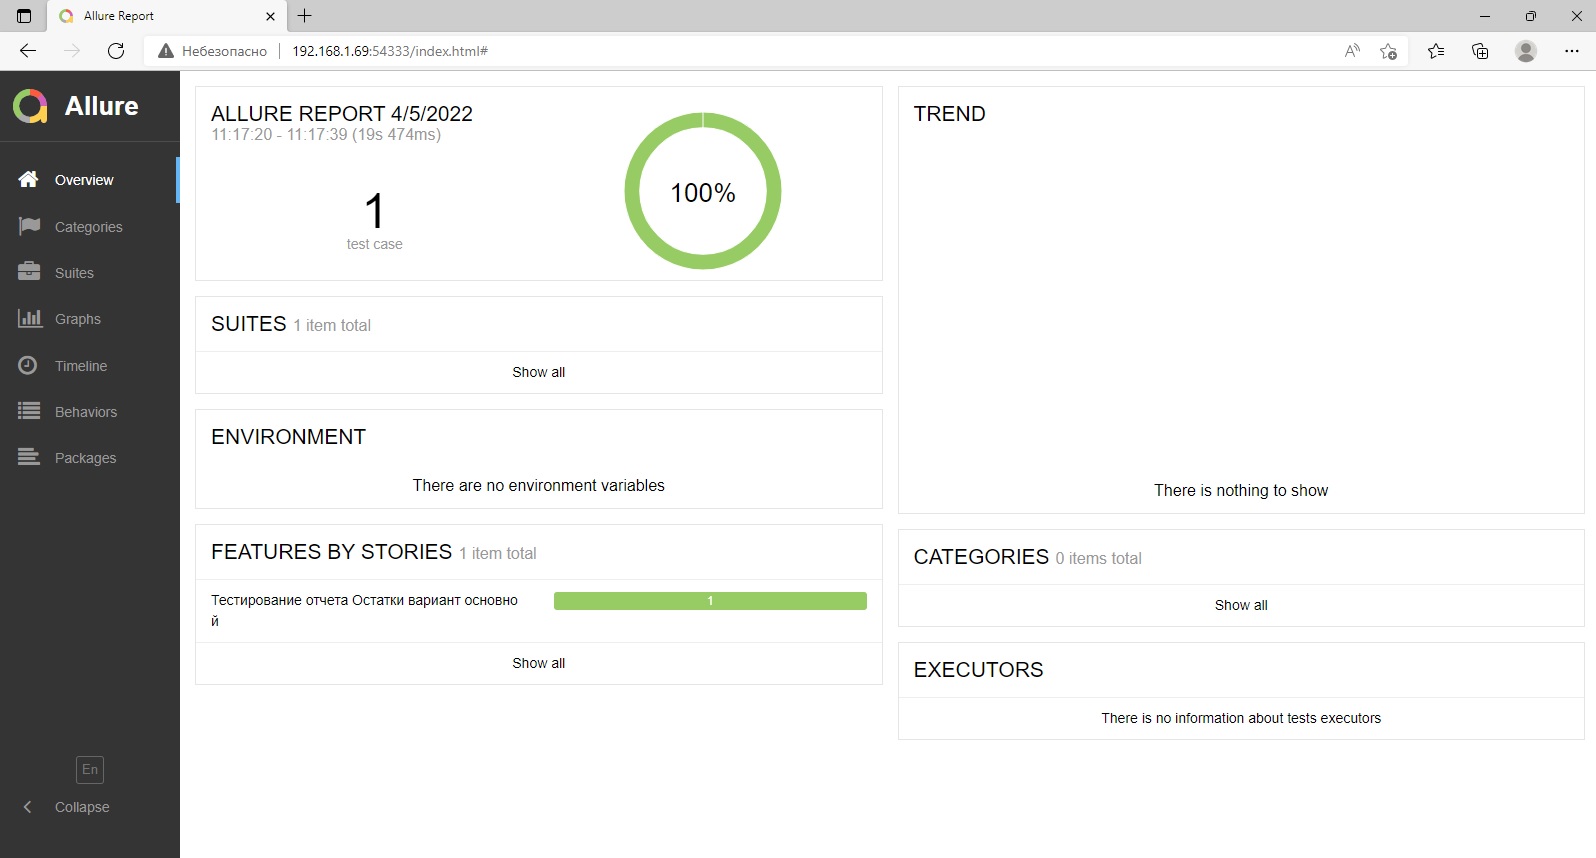 Allure Report
Небезопасно
192.168.1.69:54333/index.html#
Allure
Overview
Categories
Suites
Graphs
Timeline
Behaviors
Packages
En
Collapse
ALLURE REPORT 4/5/2022
11:17:20 - 11:17:39 (19s 474ms)
1
test case
100%
SUITES 1 item total
Show all
ENVIRONMENT
There are no environment variables
FEATURES BY STORIES 1 item total
Тестирование отчета Остатки вариант основно
й
1
Show all
TREND
There is nothing to show
CATEGORIES 0 items total
Show all
EXECUTORS
There is no information about tests executors